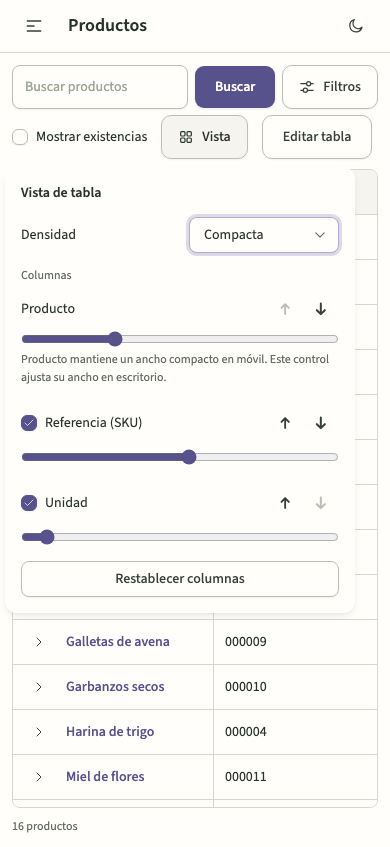 Productos
Buscar productos
Buscar
Filtros
Mostrar existencias
Vista
Editar tabla
Vista de tabla
Densidad
Compacta
Columnas
Producto
Producto mantiene un ancho compacto en móvil. Este control
ajusta su ancho en escritorio.
Referencia (SKU)
Unidad
Restablecer columnas
Galletas de avena
000009
Garbanzos secos
000010
Harina de trigo
000004
Miel de flores
000011
16 productos